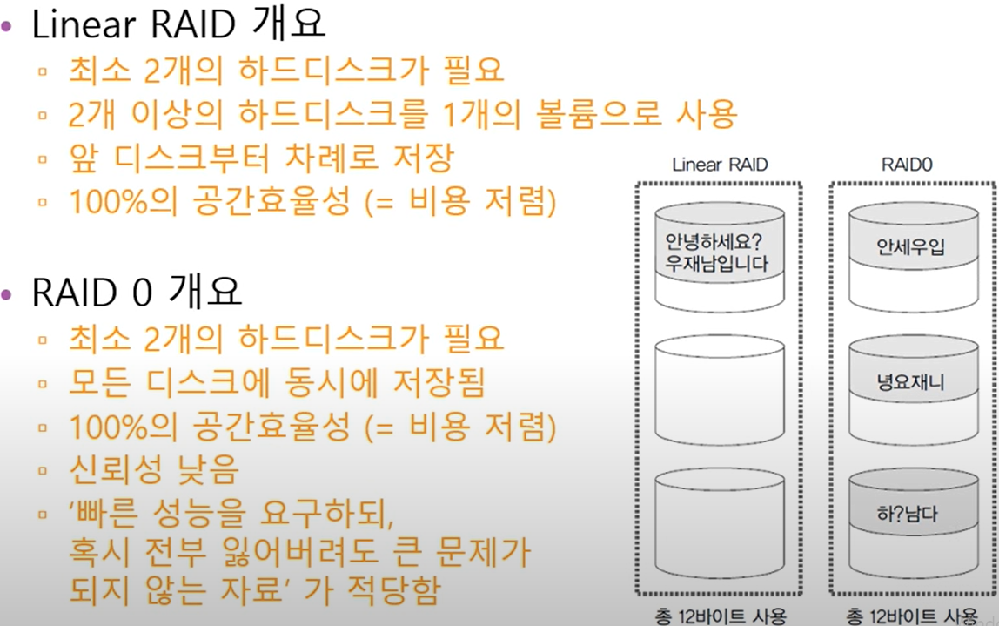 Linear RAID 개요
최소 2개의 하드디스크가 필요
2개 이상의 하드디스크를 1개의 볼륨으로 사용
앞 디스크부터 차례로 저장
100%의 공간효율성 (= 비용 저렴)
RAID 0 개요
최소 2개의 하드디스크가 필요
모든 디스크에 동시에 저장됨
100%의 공간효율성 (= 비용 저렴)
신뢰성 낮음
‘빠른 성능을 요구하되,
혹시 전부 잃어버려도 큰 문제가
되지 않는 자료’ 가 적당함
Linear RAID
안녕하세요?
우재남입니다
총 12바이트 사용
RAID0
안세우입
녕요재니
하?남다
총 12바이트 사용